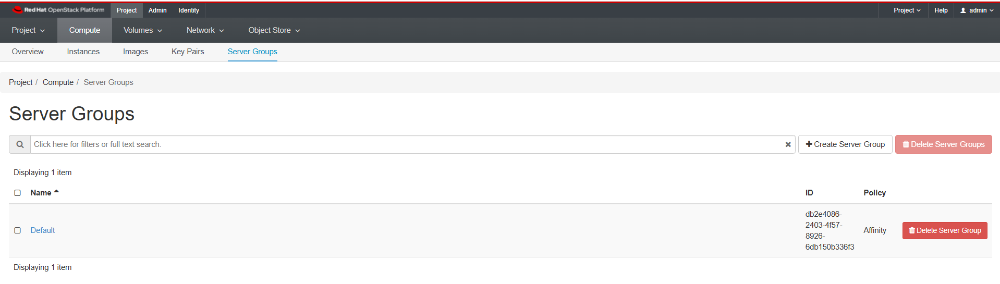 Red Hat OpenStack Platform Project Admin Identity Project Help admin
Project Compute Volumes Network Object Store
Overview Instances Images Key Pairs Server Groups
Project / Compute / Server Groups
Server Groups
Click here for filters or full text search. Create Server Group Delete Server Groups
Displaying 1 item
Name ID Policy
Default db2e4086-
2403-4f57-
8926-
6db150b336f3 Affinity Delete Server Group
Displaying 1 item